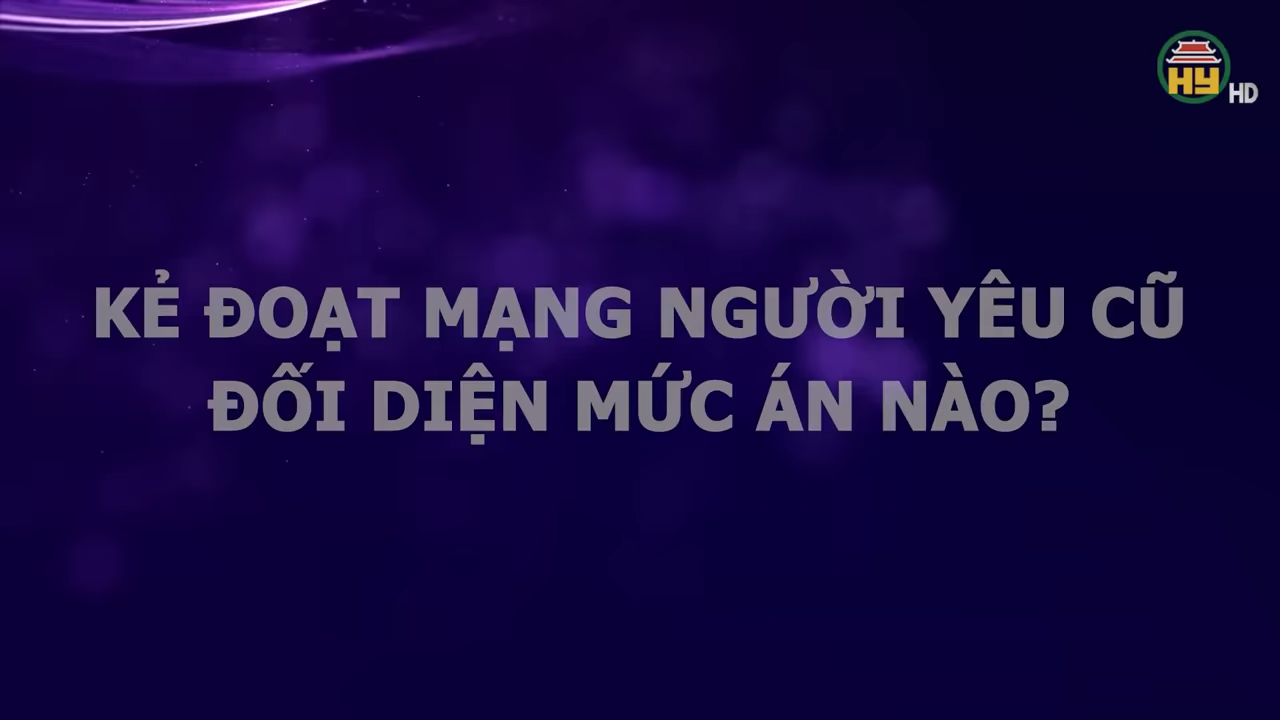 HY HD
KẺ ĐOẠT MẠNG NGƯỜI YÊU CŨ
ĐỐI DIỆN MỨC ÁN NÀO?